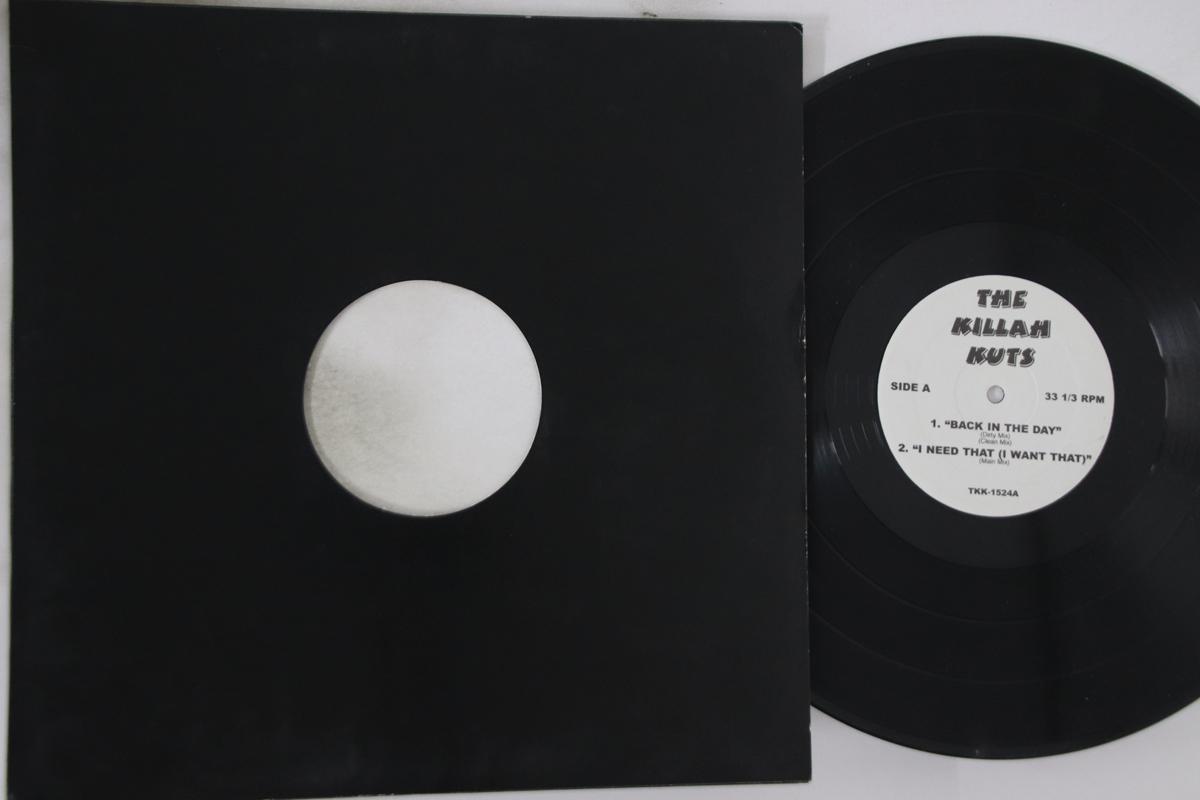 THE
KILLAH
KUTS
SIDE A
33 1/3 RPM
1. “BACK IN THE DAY”
(Dirty Mix)
(Clean Mix)
2. “I NEED THAT (I WANT THAT)”
(Main Mix)
TKK-1524A